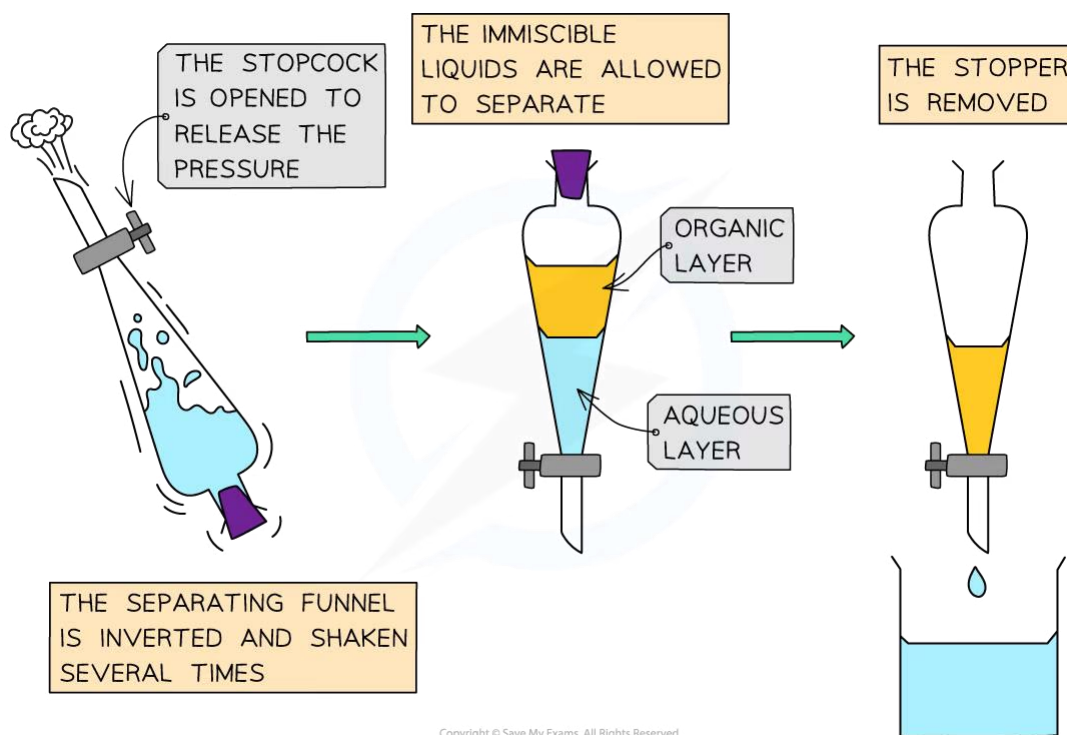 THE STOPCOCK
IS OPENED TO
RELEASE THE
PRESSURE
THE IMMISCIBLE
LIQUIDS ARE ALLOWED
TO SEPARATE
THE STOPPER
IS REMOVED
ORGANIC
LAYER
AQUEOUS
LAYER
THE SEPARATING FUNNEL
IS INVERTED AND SHAKEN
SEVERAL TIMES
Copyright © Save My Exams. All Rights Reserved